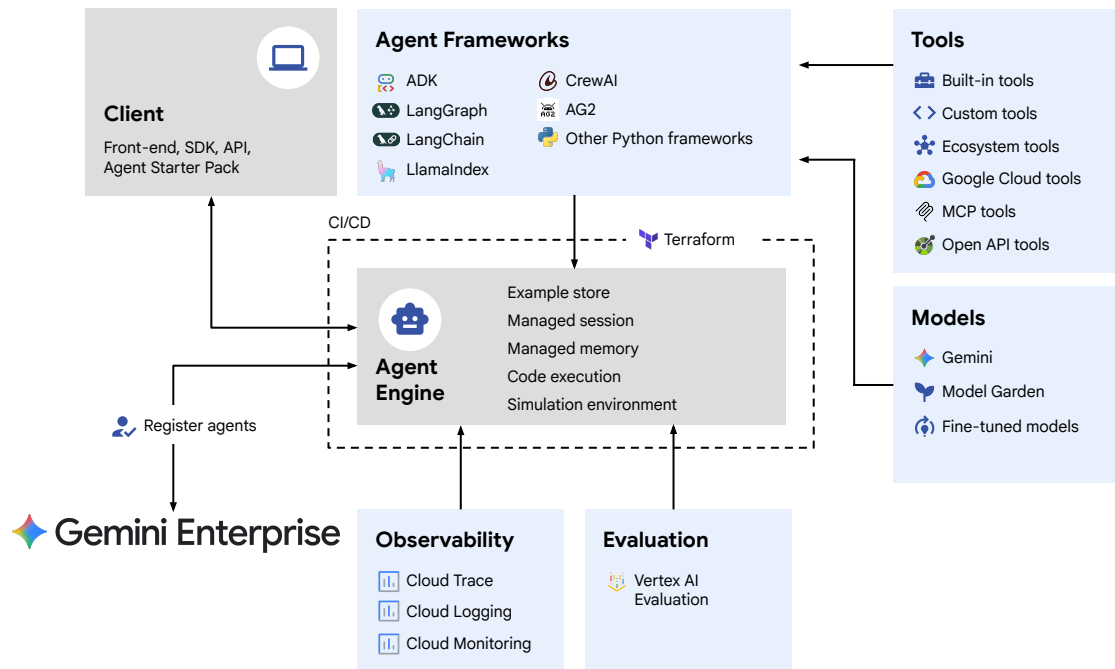 Client
Front-end, SDK, API,
Agent Starter Pack
Agent Frameworks
ADK
LangGraph
LangChain
LlamaIndex
CrewAI
AG2
AG2
Other Python frameworks
Tools
Built-in tools
Custom tools
Ecosystem tools
Google Cloud tools
MCP tools
Open API tools
CI/CD
Terraform
Agent
Engine
Example store
Managed session
Managed memory
Code execution
Simulation environment
Models
Gemini
Model Garden
Fine-tuned models
Register agents
Gemini Enterprise
Observability
Cloud Trace
Cloud Logging
Cloud Monitoring
Evaluation
Vertex AI
Evaluation